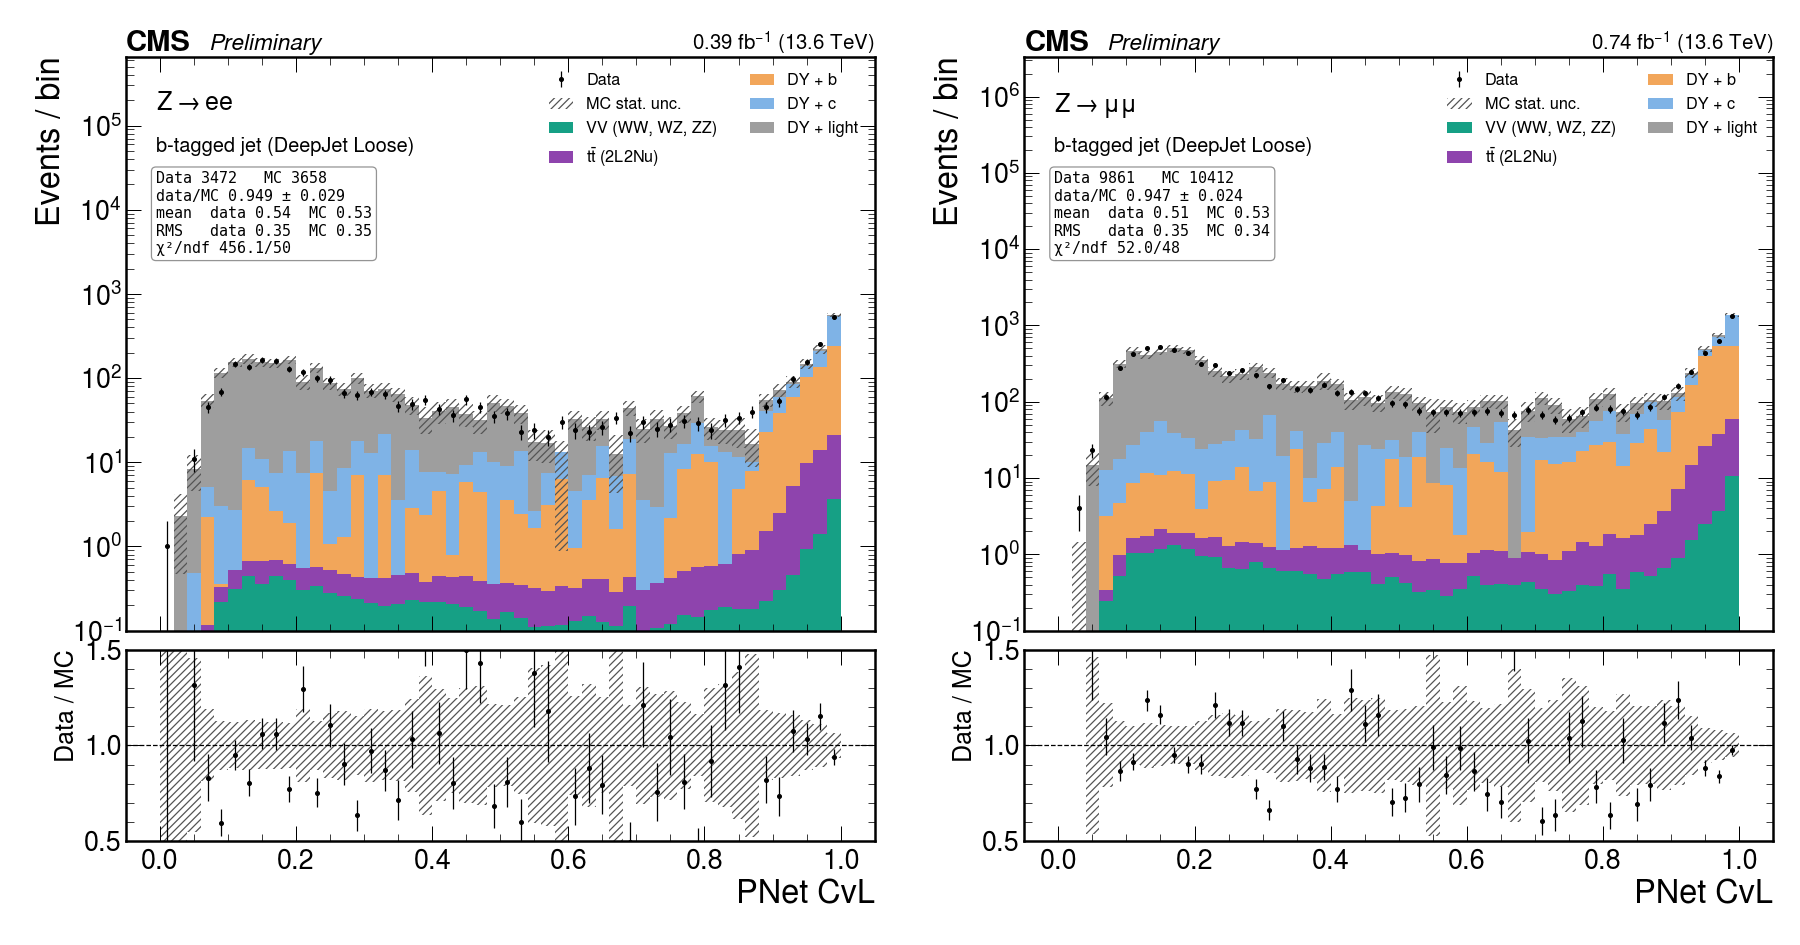 CMS Preliminary 0.39 fb⁻¹ (13.6 TeV)
Events / bin
Z → ee
b-tagged jet (DeepJet Loose)
Data 3472 MC 3658
data/MC 0.949 ± 0.029
mean data 0.54 MC 0.53
RMS data 0.35 MC 0.35
χ²/ndf 456.1/50
Data
MC stat. unc.
VV (WW, WZ, ZZ)
tt̄ (2L2Nu)
DY + b
DY + c
DY + light
10⁵
10⁴
10³
10²
10¹
10⁰
10⁻¹
Data / MC
1.5
1.0
0.5
0.0 0.2 0.4 0.6 0.8 1.0
PNet CvL
CMS Preliminary 0.74 fb⁻¹ (13.6 TeV)
Events / bin
Z → μμ
b-tagged jet (DeepJet Loose)
Data 9861 MC 10412
data/MC 0.947 ± 0.024
mean data 0.51 MC 0.53
RMS data 0.35 MC 0.34
χ²/ndf 52.0/48
Data
MC stat. unc.
VV (WW, WZ, ZZ)
tt̄ (2L2Nu)
DY + b
DY + c
DY + light
10⁶
10⁵
10⁴
10³
10²
10¹
10⁰
10⁻¹
Data / MC
1.5
1.0
0.5
0.0 0.2 0.4 0.6 0.8 1.0
PNet CvL